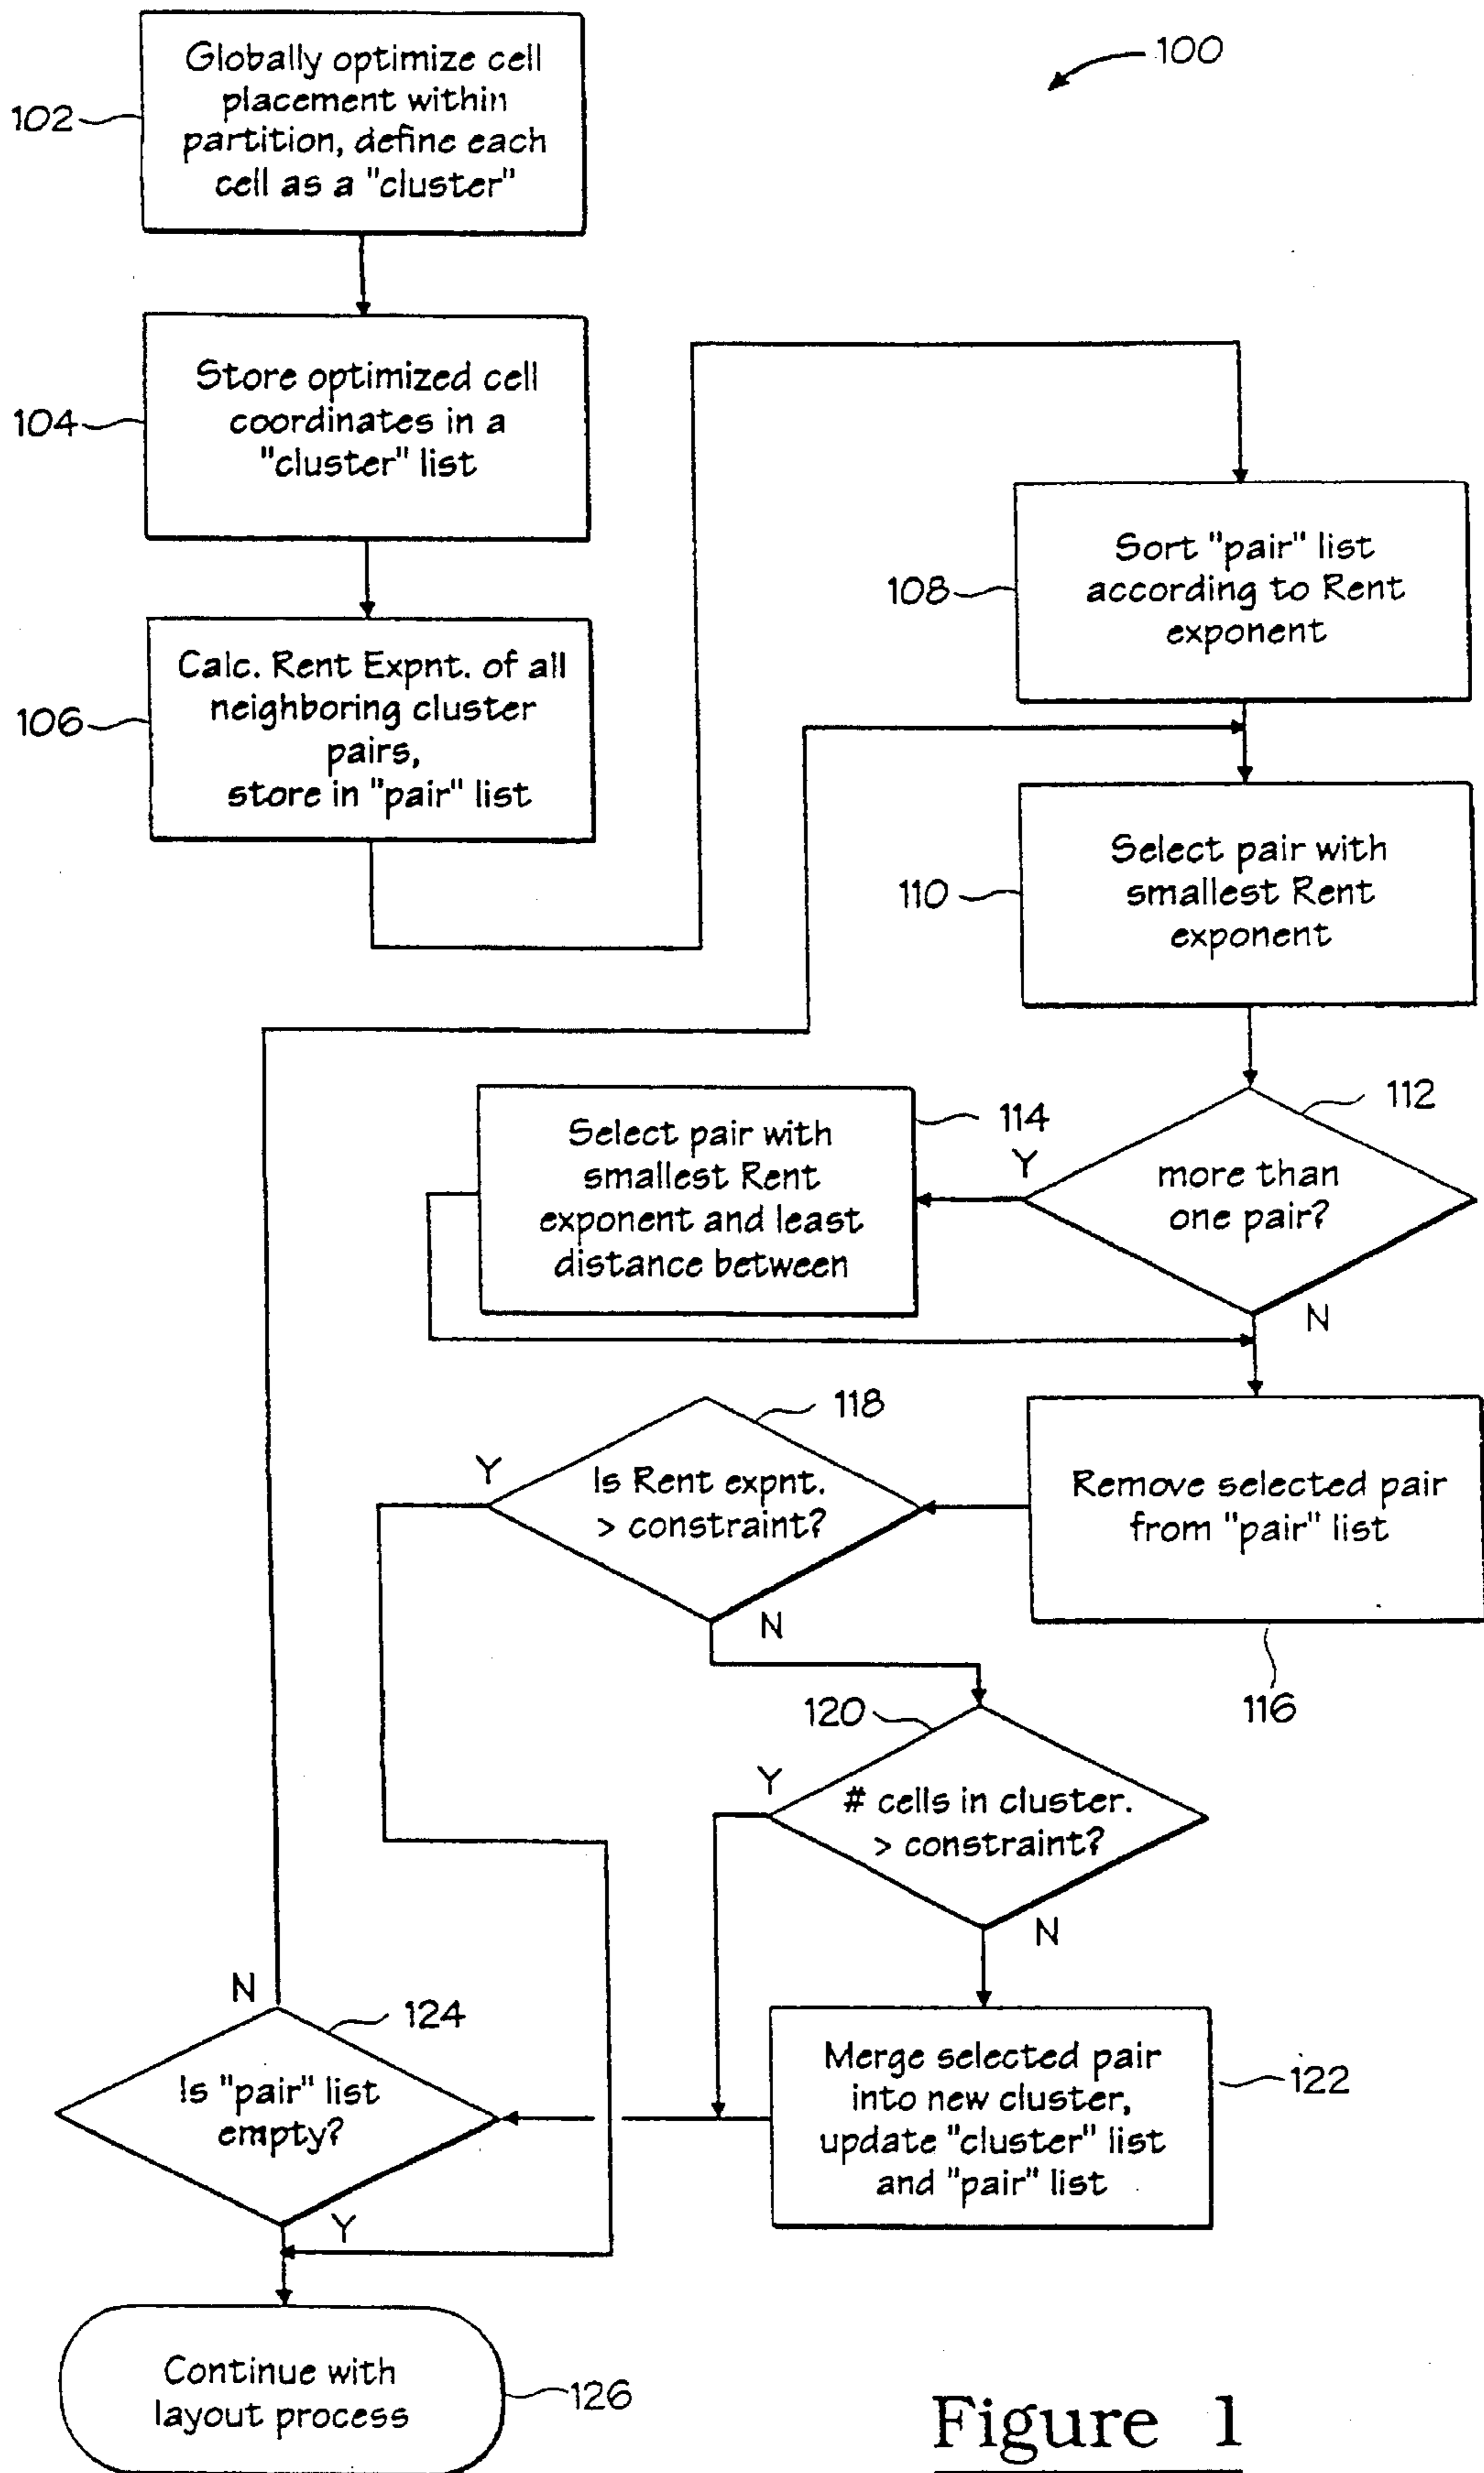 100
Globally optimize cell
placement within
partition, define each
cell as a "cluster"
102
Store optimized cell
coordinates in a
"cluster" list
104
Calc. Rent Expnt. of all
neighboring cluster
pairs,
store in "pair" list
106
Sort "pair" list
according to Rent
exponent
108
Select pair with
smallest Rent
exponent
110
more than
one pair?
112
Y
N
Select pair with
smallest Rent
exponent and least
distance between
114
Remove selected pair
from "pair" list
116
Is Rent expnt.
> constraint?
118
Y
N
# cells in cluster.
> constraint?
120
Y
N
Merge selected pair
into new cluster,
update "cluster" list
and "pair" list
122
Is "pair" list
empty?
124
N
Y
Continue with
layout process
126
Figure 1